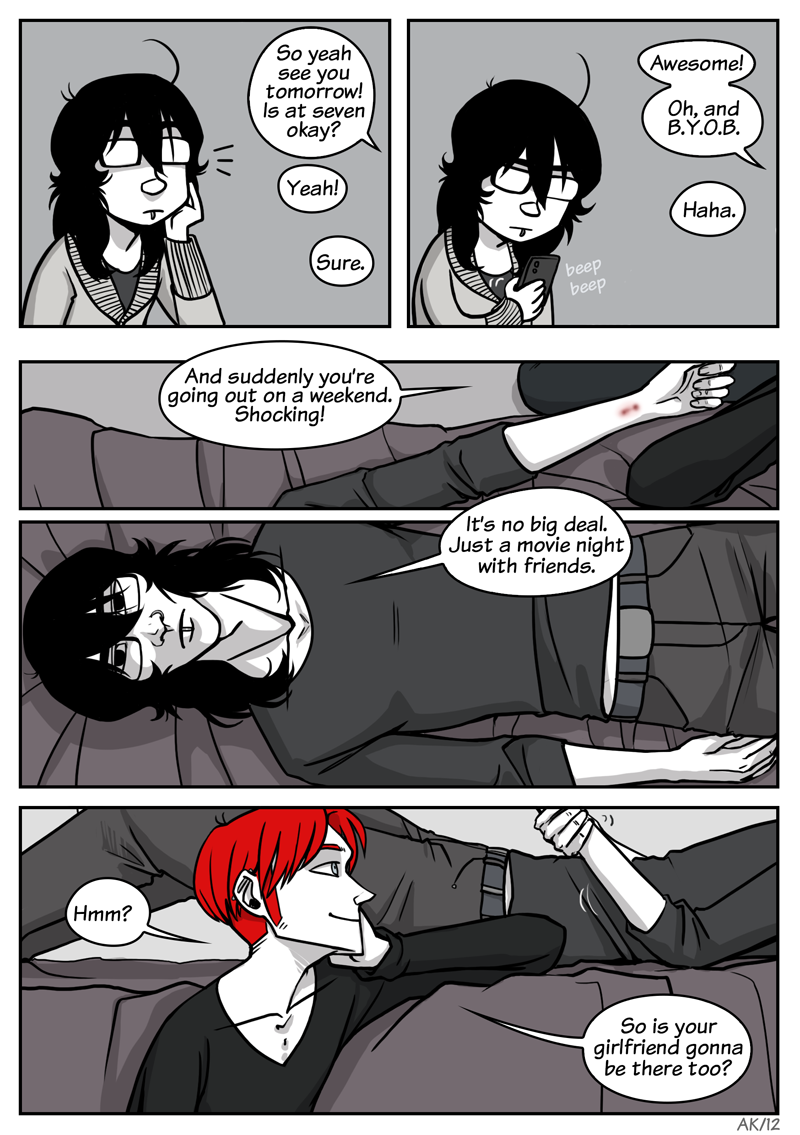 So yeah
see you
tomorrow!
Is at seven
okay?
Yeah!
Sure.
Awesome!
Oh, and
B.Y.O.B.
Haha.
beep
beep
And suddenly you're
going out on a weekend.
Shocking!
It's no big deal.
Just a movie night
with friends.
Hmm?
So is your
girlfriend gonna
be there too?
AK/12